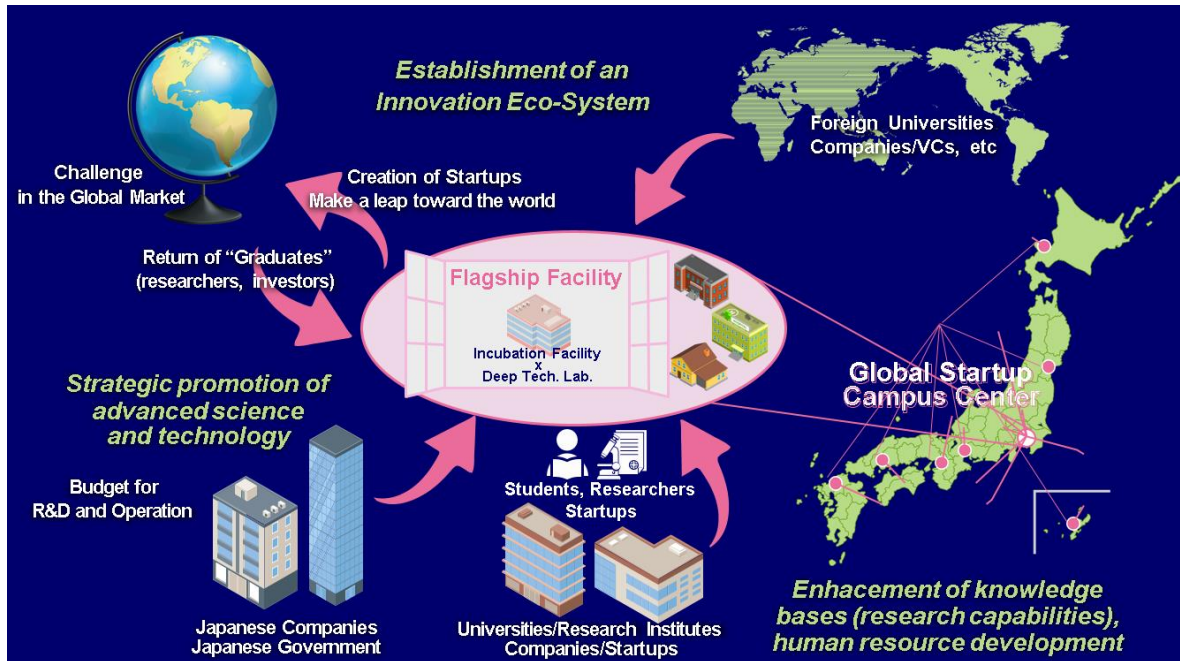 Establishment of an
Innovation Eco-System
Foreign Universities
Companies/VCs, etc
Challenge
in the Global Market
Creation of Startups
Make a leap toward the world
Return of “Graduates”
(researchers, investors)
Flagship Facility
Incubation Facility
x
Deep Tech. Lab.
Global Startup
Campus Center
Strategic promotion of
advanced science
and technology
Budget for
R&D and Operation
Students, Researchers
Startups
Japanese Companies
Japanese Government
Universities/Research Institutes
Companies/Startups
Enhacement of knowledge
bases (research capabilities),
human resource development